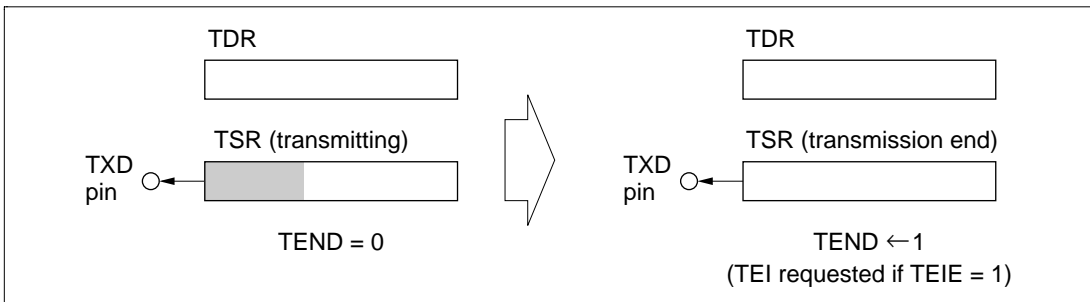 TDR
TSR (transmitting)
TXD
pin
TEND = 0
TDR
TSR (transmission end)
TXD
pin
TEND ←1
(TEI requested if TEIE = 1)